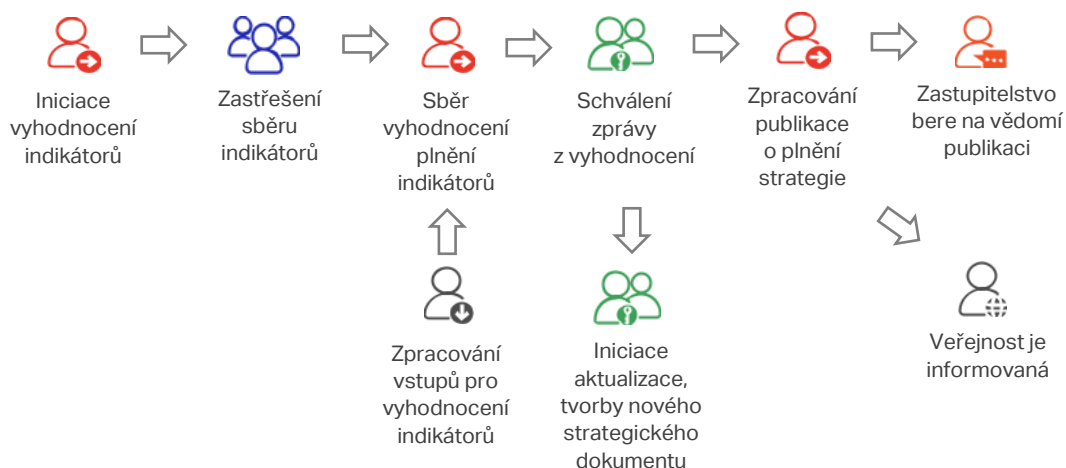 Iniciace
vyhodnocení
indikátorů
Zastřešení
sběru
indikátorů
Sběr
vyhodnocení
plnění
indikátorů
Schválení
zprávy
z vyhodnocení
Zpracování
publikace
o plnění
strategie
Zastupitelstvo
bere na vědomí
publikaci
Zpracování
vstupů pro
vyhodnocení
indikátorů
Iniciace
aktualizace,
tvorby nového
strategického
dokumentu
Veřejnost je
informovaná